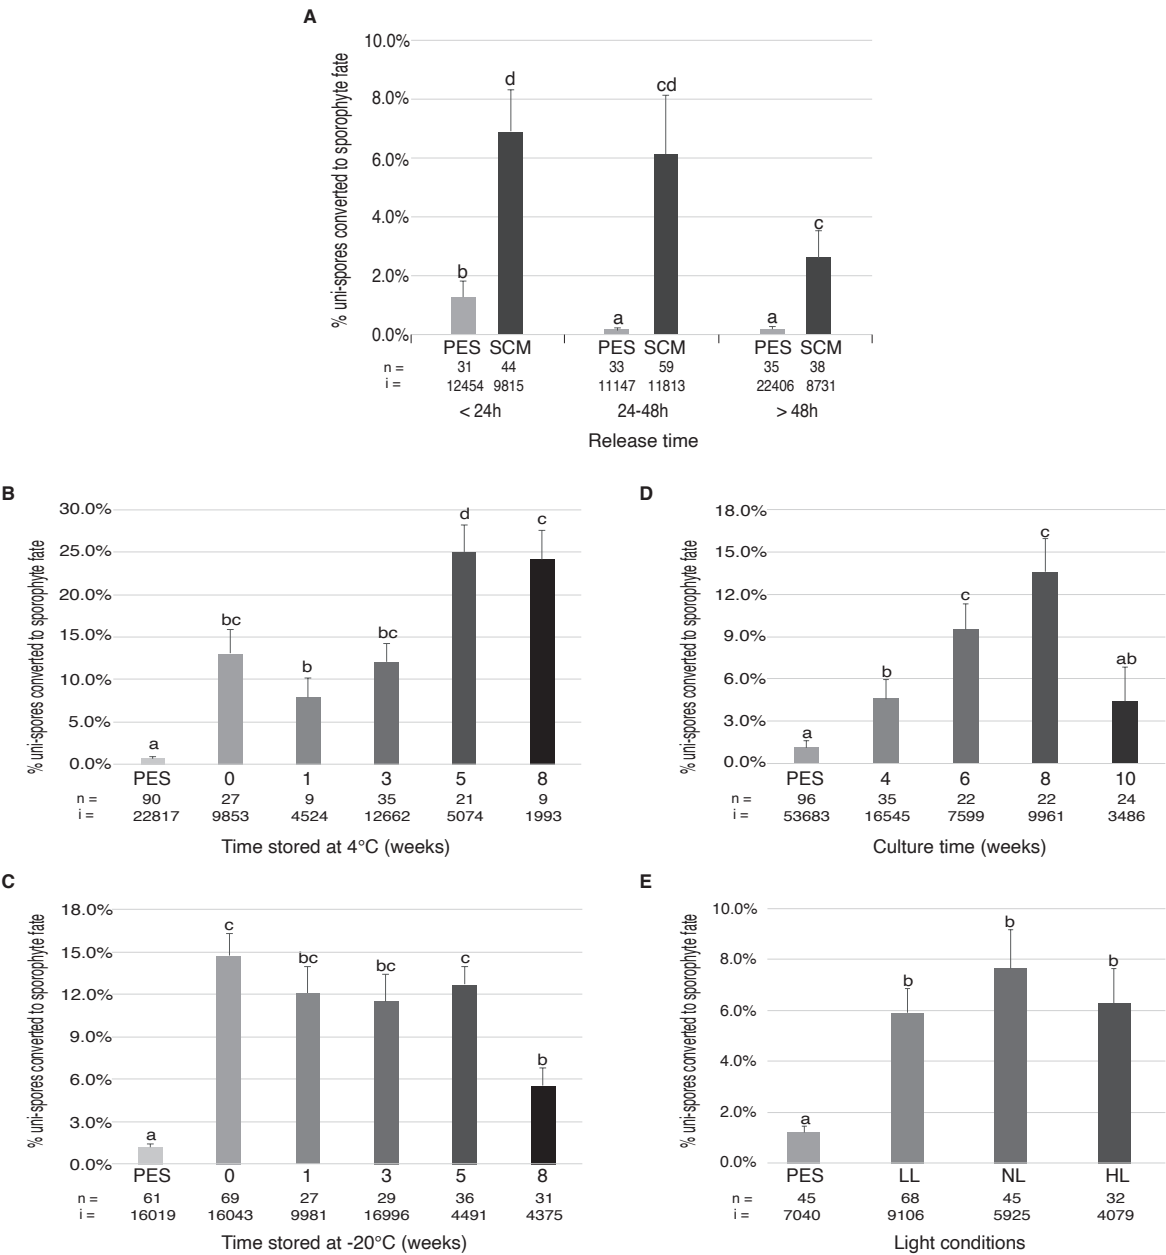 A
% uni-spores converted to sporophyte fate
10.0%
8.0%
6.0%
4.0%
2.0%
0.0%
b d a cd a c
PES SCM PES SCM PES SCM
n = 31 44 33 59 35 38
i = 12454 9815 11147 11813 22406 8731
< 24h 24-48h > 48h
Release time
B
% uni-spores converted to sporophyte fate
30.0%
25.0%
20.0%
15.0%
10.0%
5.0%
0.0%
a bc b bc d c
PES 0 1 3 5 8
n = 90 27 9 35 21 9
i = 22817 9853 4524 12662 5074 1993
Time stored at 4°C (weeks)
D
% uni-spores converted to sporophyte fate
18.0%
15.0%
12.0%
9.0%
6.0%
3.0%
0.0%
a b c c ab
PES 4 6 8 10
n = 96 35 22 22 24
i = 53683 16545 7599 9961 3486
Culture time (weeks)
C
% uni-spores converted to sporophyte fate
18.0%
15.0%
12.0%
9.0%
6.0%
3.0%
0.0%
a c bc bc c b
PES 0 1 3 5 8
n = 61 69 27 29 36 31
i = 16019 16043 9981 16996 4491 4375
Time stored at -20°C (weeks)
E
% uni-spores converted to sporophyte fate
10.0%
8.0%
6.0%
4.0%
2.0%
0.0%
a b b b
PES LL NL HL
n = 45 68 45 32
i = 7040 9106 5925 4079
Light conditions